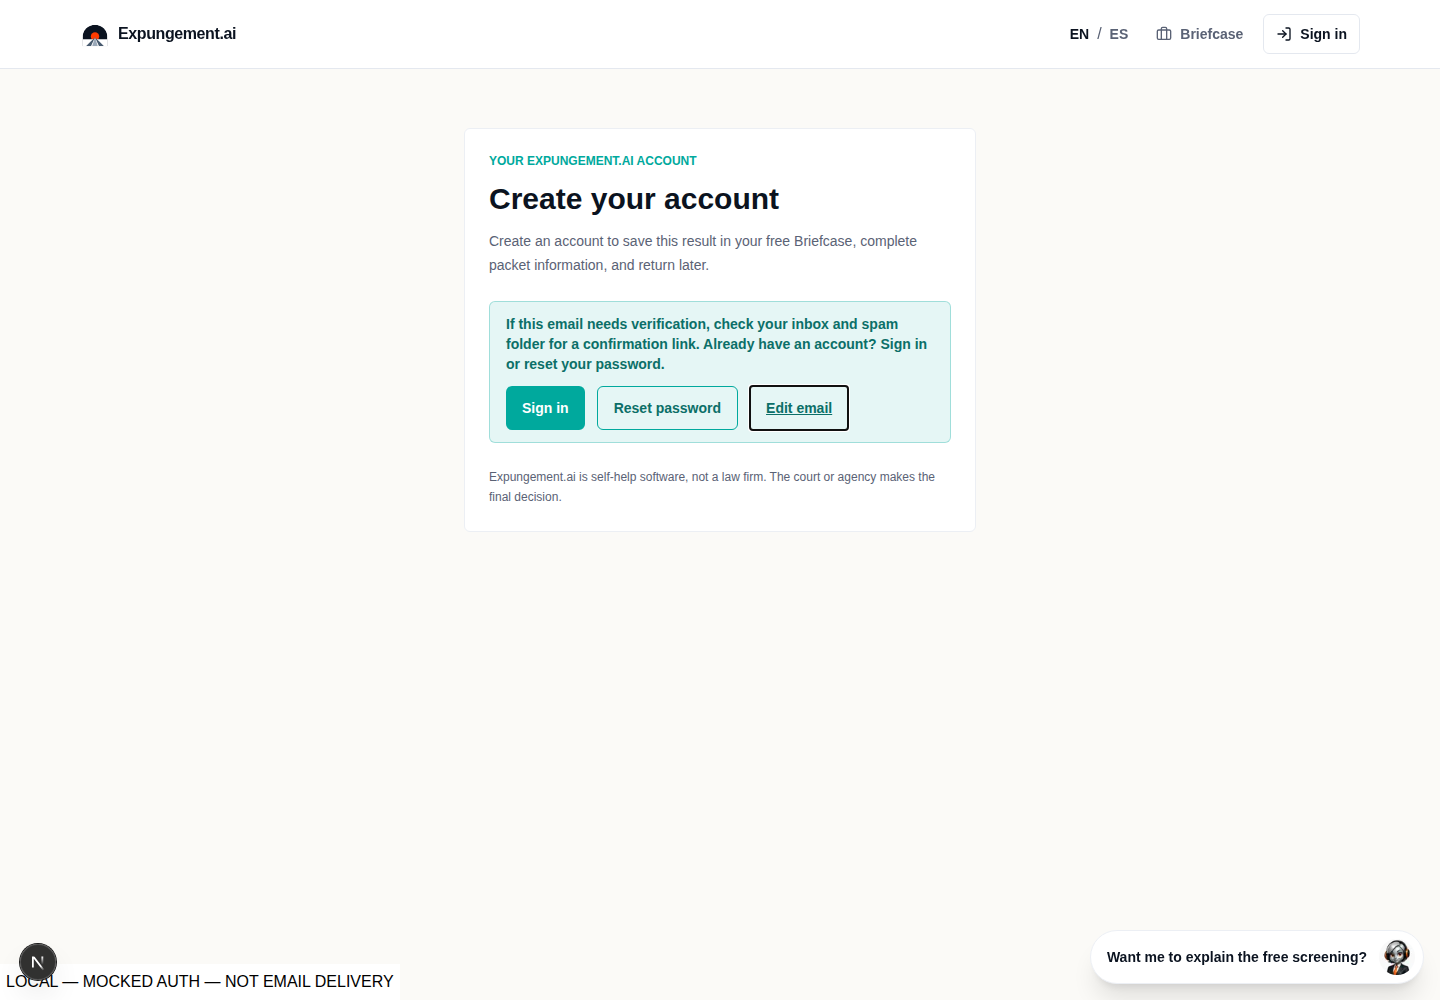 Expungement.ai
EN / ES
Briefcase
Sign in
YOUR EXPUNGEMENT.AI ACCOUNT
Create your account
Create an account to save this result in your free Briefcase, complete
packet information, and return later.
If this email needs verification, check your inbox and spam
folder for a confirmation link. Already have an account? Sign in
or reset your password.
Sign in
Reset password
Edit email
Expungement.ai is self-help software, not a law firm. The court or agency makes the
final decision.
Want me to explain the free screening?
N
LOCAL — MOCKED AUTH — NOT EMAIL DELIVERY